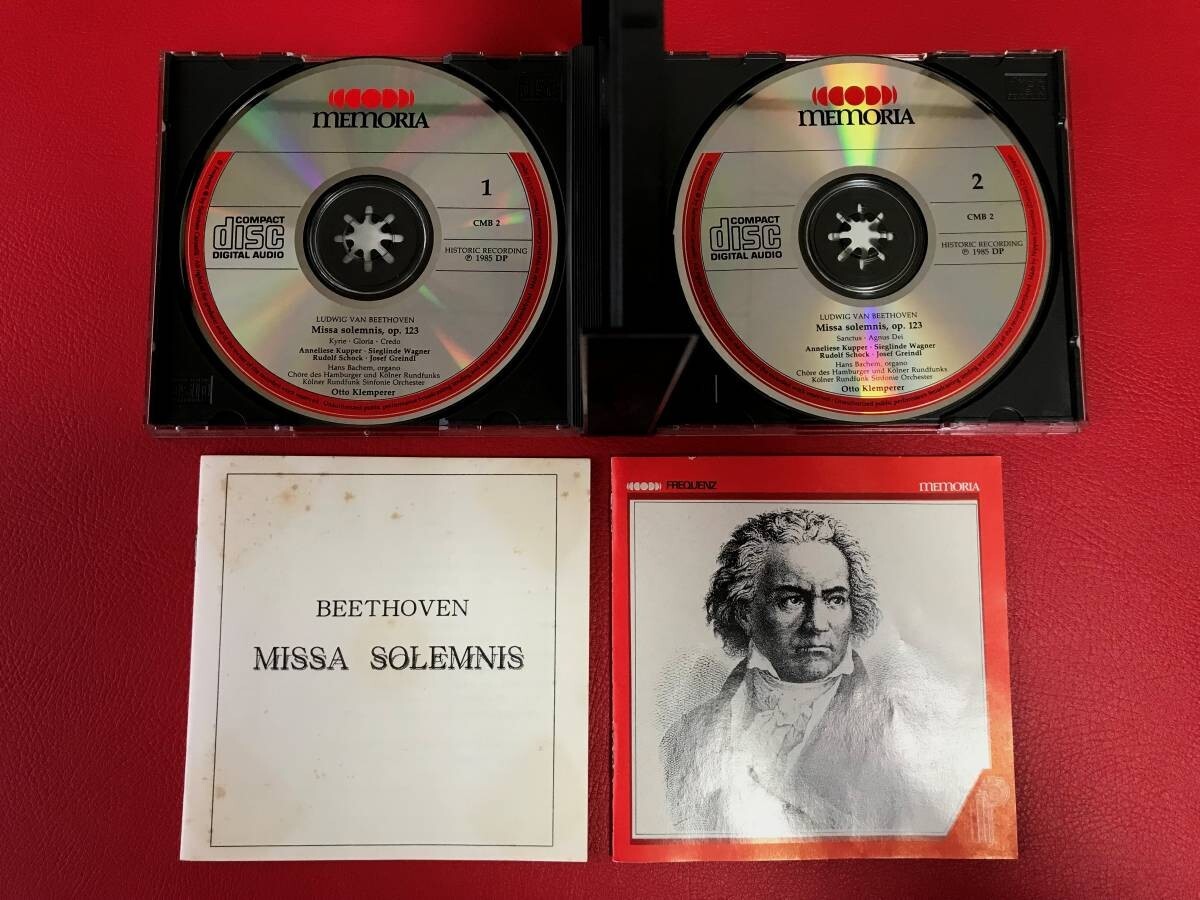 MEMORIA
1
COMPACT
disc
DIGITAL AUDIO
CMB 2
HISTORIC RECORDING
℗ 1985 DP
LUDWIG VAN BEETHOVEN
Missa solemnis, op. 123
Kyrie · Gloria · Credo
Anneliese Kupper · Sieglinde Wagner
Rudolf Schock · Josef Greindl
Hans Bachem, organo
Chöre des Hamburger und Kölner Rundfunks
Kölner Rundfunk Sinfonie Orchester
Otto Klemperer
MEMORIA
2
COMPACT
disc
DIGITAL AUDIO
CMB 2
HISTORIC RECORDING
℗ 1985 DP
LUDWIG VAN BEETHOVEN
Missa solemnis, op. 123
Sanctus · Agnus Dei
Anneliese Kupper · Sieglinde Wagner
Rudolf Schock · Josef Greindl
Hans Bachem, organo
Chöre des Hamburger und Kölner Rundfunks
Kölner Rundfunk Sinfonie Orchester
Otto Klemperer
BEETHOVEN
MISSA SOLEMNIS
FREQUENZ
MEMORIA